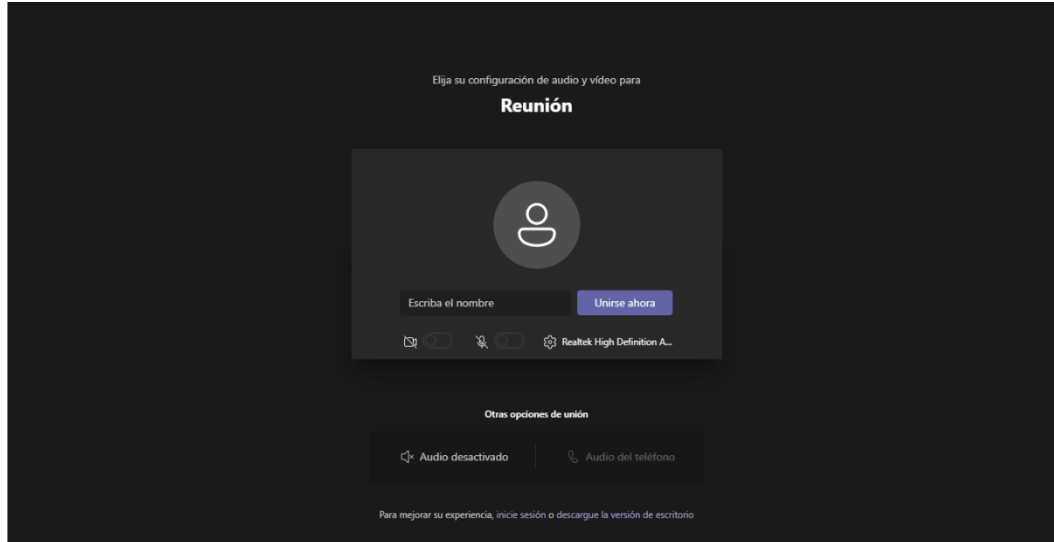 Elija su configuración de audio y vídeo para
Reunión
Escriba el nombre
Unirse ahora
Realtek High Definition A...
Otras opciones de unión
Audio desactivado
Audio del teléfono
Para mejorar su experiencia, inicie sesión o descargue la versión de escritorio